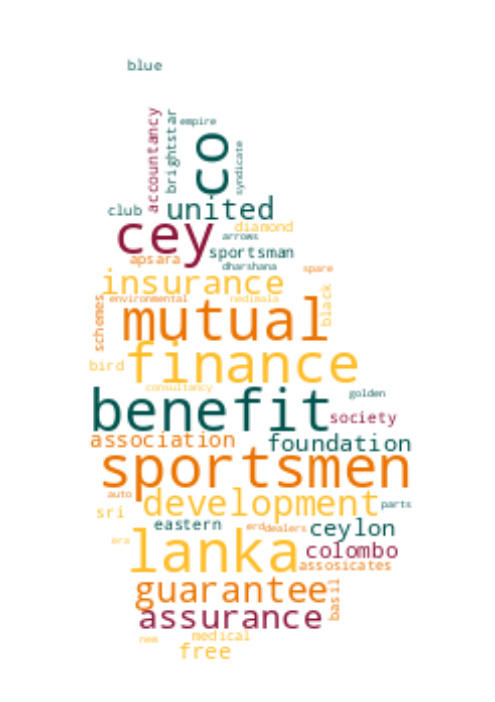 blue
accountancy
brightstar
empire
co
syndicate
club
united
cey
diamond
arrows
sportsman
apsara
dharshana
spare
insurance
environmental
nedimala
black
schemes
mutual
finance
bird
consultancy
golden
benefit
society
association
foundation
sportsmen
auto
development
parts
sri
eastern
erd
dealers
ceylon
era
lanka
colombo
assosicates
guarantee
basil
assurance
new
medical
free